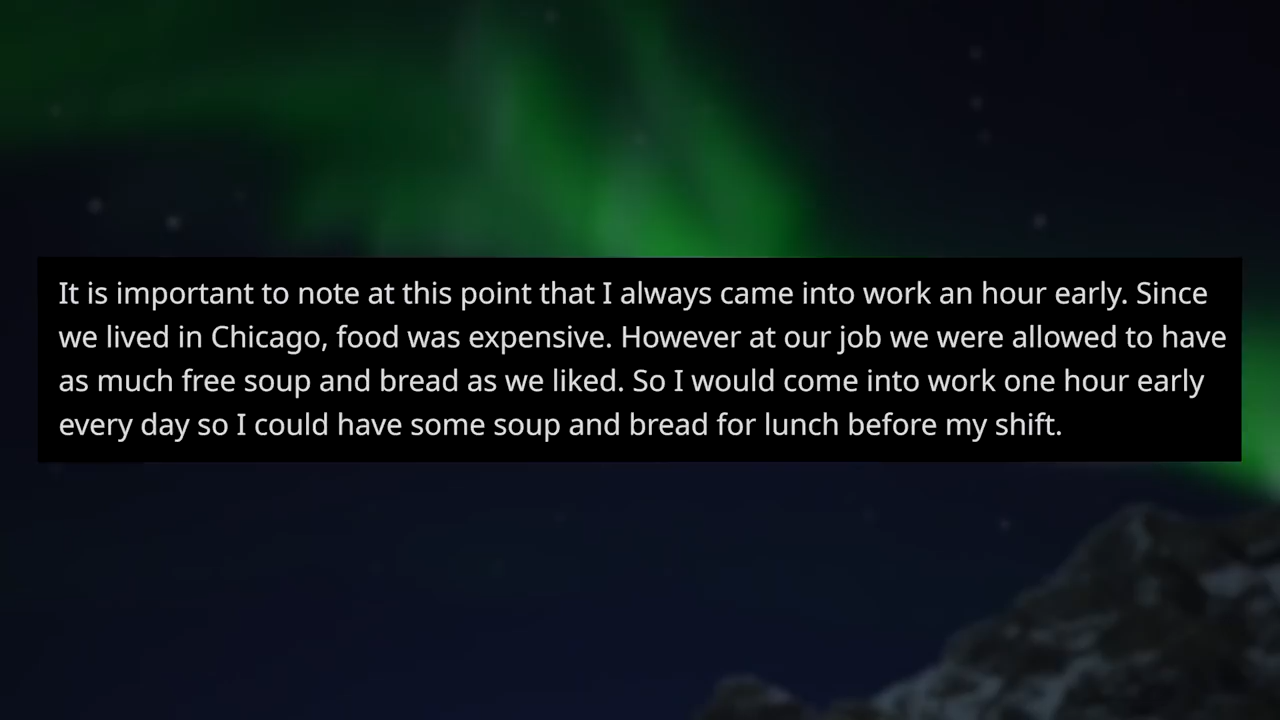 It is important to note at this point that I always came into work an hour early. Since
we lived in Chicago, food was expensive. However at our job we were allowed to have
as much free soup and bread as we liked. So I would come into work one hour early
every day so I could have some soup and bread for lunch before my shift.